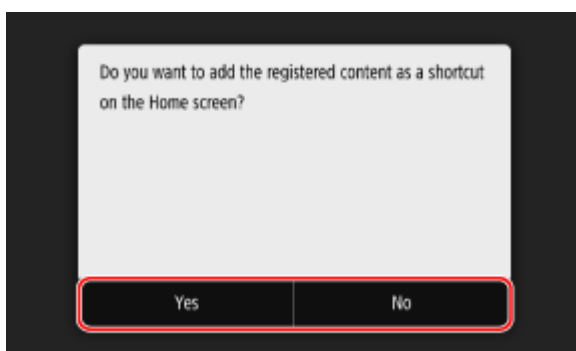 Do you want to add the registered content as a shortcut
on the Home screen?
Yes
No